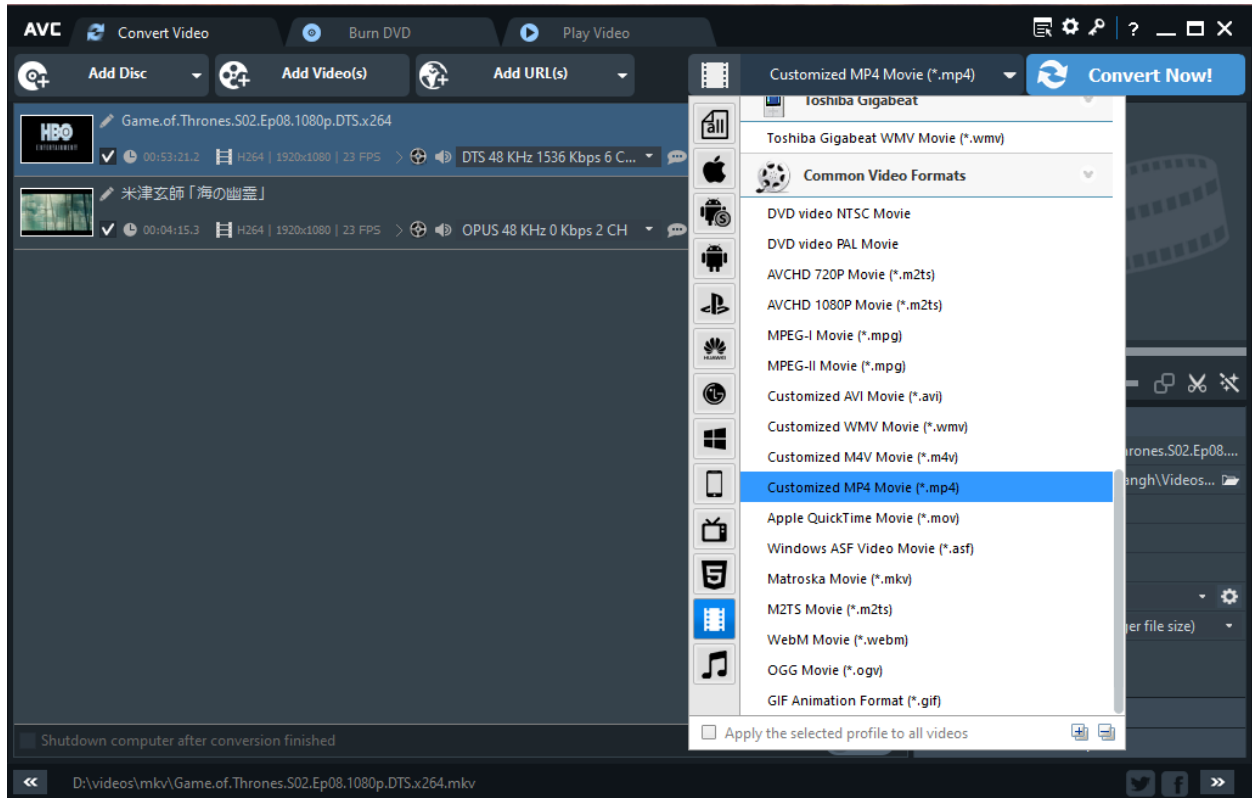 AVC Convert Video Burn DVD Play Video ?
Add Disc Add Video(s) Add URL(s) Customized MP4 Movie (*.mp4) Convert Now!
HBO
ENTERTAINMENT
Game.of.Thrones.S02.Ep08.1080p.DTS.x264
00:53:21.2 H264 | 1920x1080 | 23 FPS DTS 48 KHz 1536 Kbps 6 C...
米津玄師「海の幽霊」
00:04:15.3 H264 | 1920x1080 | 23 FPS OPUS 48 KHz 0 Kbps 2 CH
all
HUAWEI
Toshiba Gigabeat
Toshiba Gigabeat WMV Movie (*.wmv)
Common Video Formats
DVD video NTSC Movie
DVD video PAL Movie
AVCHD 720P Movie (*.m2ts)
AVCHD 1080P Movie (*.m2ts)
MPEG-I Movie (*.mpg)
MPEG-II Movie (*.mpg)
Customized AVI Movie (*.avi)
Customized WMV Movie (*.wmv)
Customized M4V Movie (*.m4v)
Customized MP4 Movie (*.mp4)
Apple QuickTime Movie (*.mov)
Windows ASF Video Movie (*.asf)
Matroska Movie (*.mkv)
M2TS Movie (*.m2ts)
WebM Movie (*.webm)
OGG Movie (*.ogv)
GIF Animation Format (*.gif)
Apply the selected profile to all videos
rones.S02.Ep08....
angh\Videos...
er file size)
Shutdown computer after conversion finished
D:\videos\mkv\Game.of.Thrones.S02.Ep08.1080p.DTS.x264.mkv